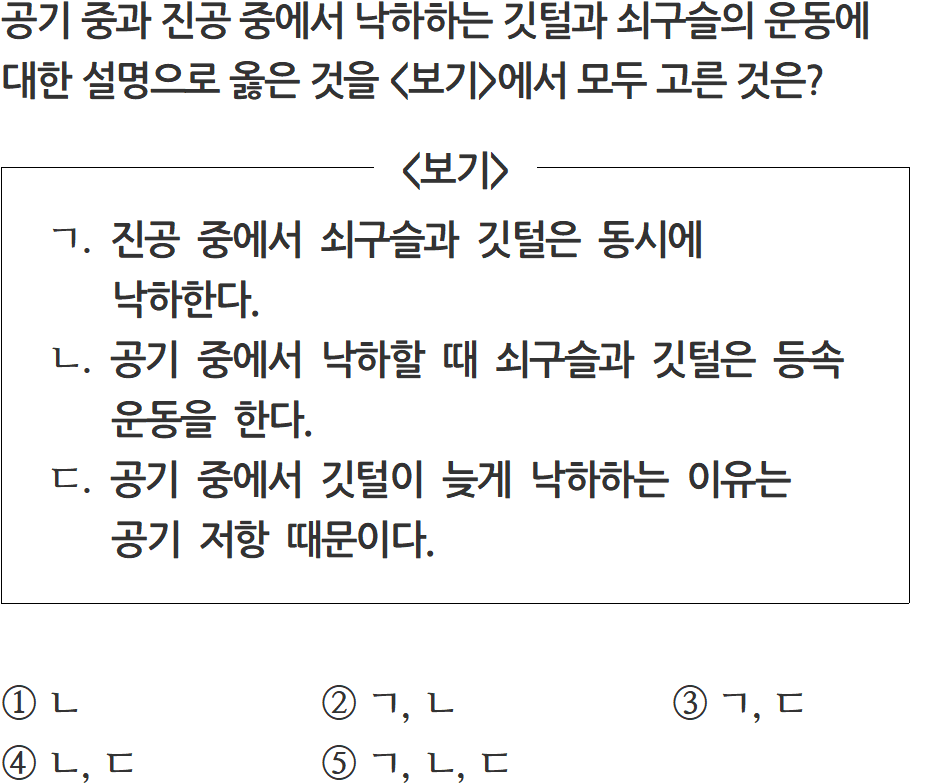 공기 중과 진공 중에서 낙하하는 깃털과 쇠구슬의 운동에
대한 설명으로 옳은 것을 <보기>에서 모두 고른 것은?
<보기>
ㄱ. 진공 중에서 쇠구슬과 깃털은 동시에
낙하한다.
ㄴ. 공기 중에서 낙하할 때 쇠구슬과 깃털은 등속
운동을 한다.
ㄷ. 공기 중에서 깃털이 늦게 낙하하는 이유는
공기 저항 때문이다.
① ㄴ ② ㄱ, ㄴ ③ ㄱ, ㄷ
④ ㄴ, ㄷ ⑤ ㄱ, ㄴ, ㄷ